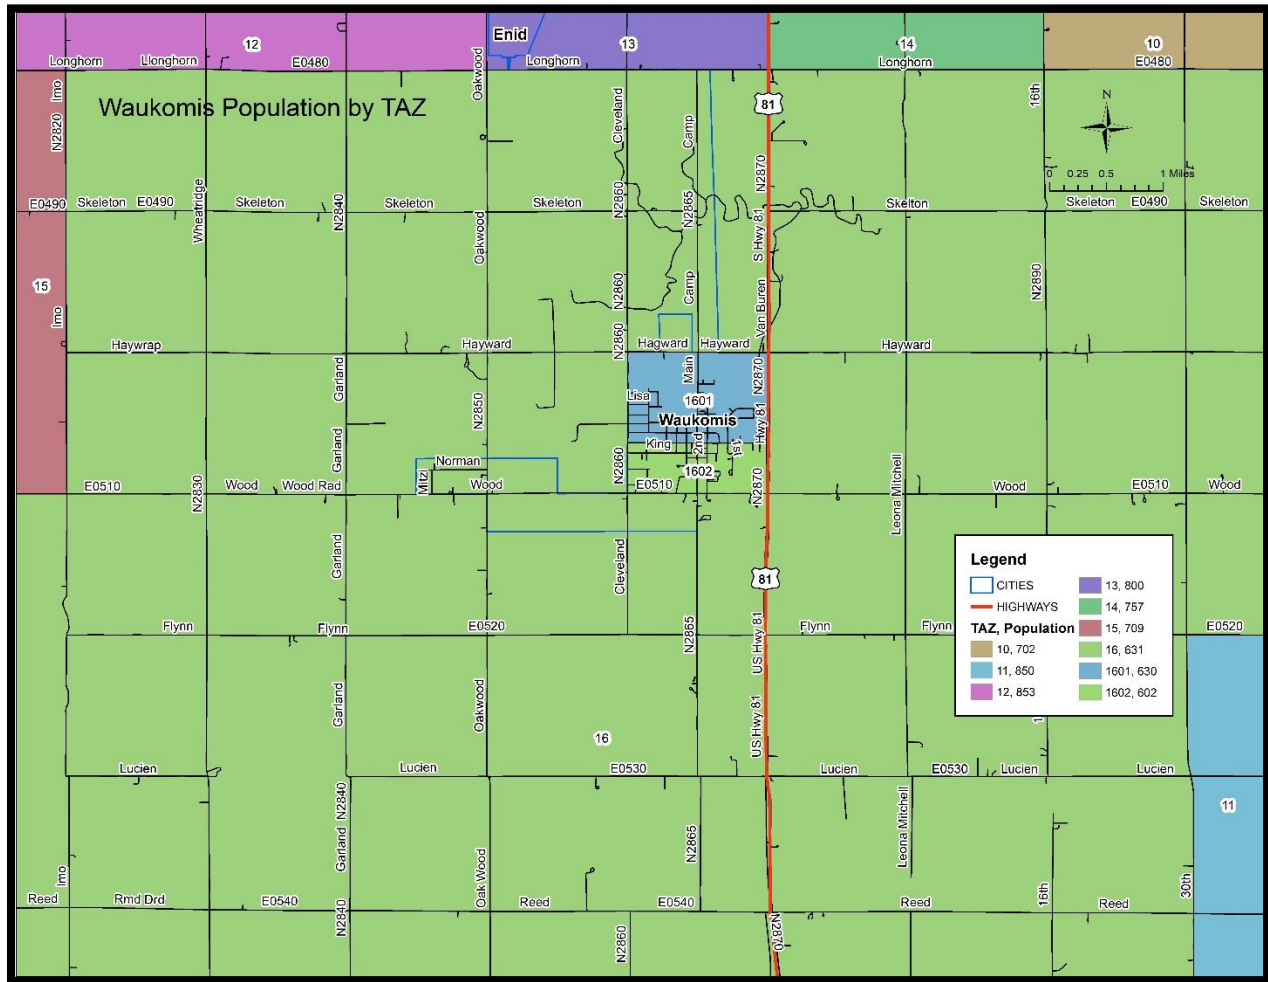 Enid
12
13
14
10
Longhorn
Llonghorn
E0480
Longhorn
Longhorn
E0480
Imo
N2820
Oakwood
Cleveland
Camp
81
16th
N
Waukomis Population by TAZ
0 0.25 0.5 1 Miles
N2860
N2865
N2870
E0490
Skeleton
E0490
Wheatridge
Skeleton
N2840
Skeleton
Oakwood
Skeleton
S Hwy 81
Skelton
Skeleton
E0490
Skeleton
15
Imo
N2860
Camp
Van Buren
N2890
Haywrap
Hayward
N2860
Hagward
Hayward
Hayward
Garland
N2850
Lisa
Main
1601
N2870
Waukomis
Hwy 81
Garland
Norman
Mitzi
King
2nd
1st
N2860
1602
N2870
Leona Mitchell
E0510
N2830
Wood
Wood Rad
Wood
E0510
Wood
E0510
Wood
Garland
Cleveland
81
Legend
CITIES
HIGHWAYS
TAZ, Population
10, 702
11, 850
12, 853
13, 800
14, 757
15, 709
16, 631
1601, 630
1602, 602
Flynn
Flynn
E0520
N2865
US Hwy 81
Flynn
Flynn
E0520
Garland
Oakwood
16
US Hwy 81
Lucien
Lucien
E0530
Lucien
E0530
Lucien
Lucien
N2840
Garland
Imo
Oak Wood
N2865
Leona Mitchell
11
16th
30th
Reed
Rmd Drd
E0540
N2840
Reed
E0540
N2860
N2870
Reed
Reed